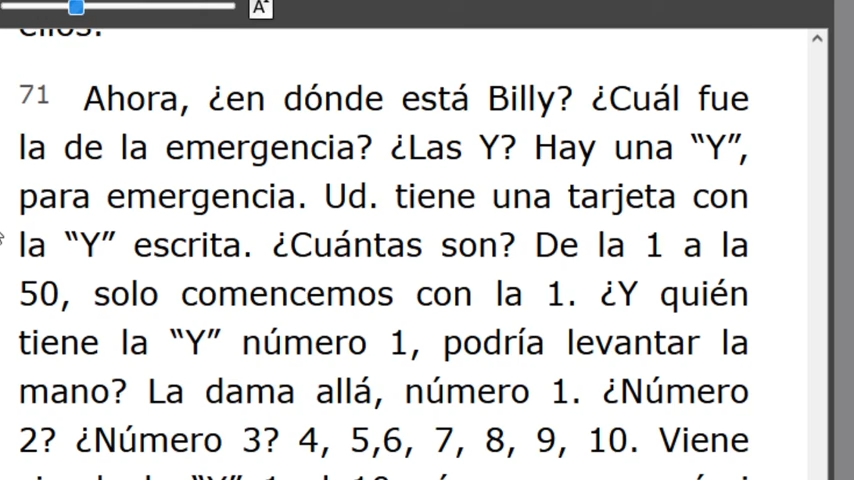 A
ellos.
71 Ahora, ¿en dónde está Billy? ¿Cuál fue
la de la emergencia? ¿Las Y? Hay una “Y”,
para emergencia. Ud. tiene una tarjeta con
la “Y” escrita. ¿Cuántas son? De la 1 a la
50, solo comencemos con la 1. ¿Y quién
tiene la “Y” número 1, podría levantar la
mano? La dama allá, número 1. ¿Número
2? ¿Número 3? 4, 5,6, 7, 8, 9, 10. Viene